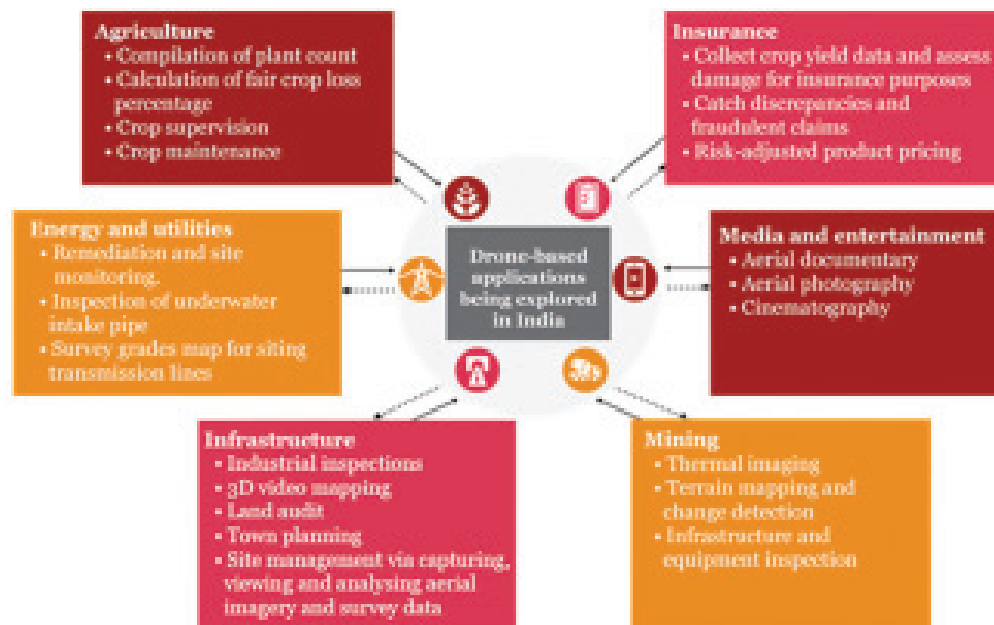 Agriculture
• Compilation of plant count
• Calculation of fair crop loss
percentage
• Crop supervision
• Crop maintenance
Insurance
• Collect crop yield data and assess
damage for insurance purposes
• Catch discrepancies and
fraudulent claims
• Risk-adjusted product pricing
Energy and utilities
• Remediation and site
monitoring,
• Inspection of underwater
intake pipe
• Survey grades map for siting
transmission lines
Drone-based
applications
being explored
in India
Media and entertainment
• Aerial documentary
• Aerial photography
• Cinematography
Infrastructure
• Industrial inspections
• 3D video mapping
• Land audit
• Town planning
• Site management via capturing,
viewing and analysing aerial
imagery and survey data
Mining
• Thermal imaging
• Terrain mapping and
change detection
• Infrastructure and
equipment inspection